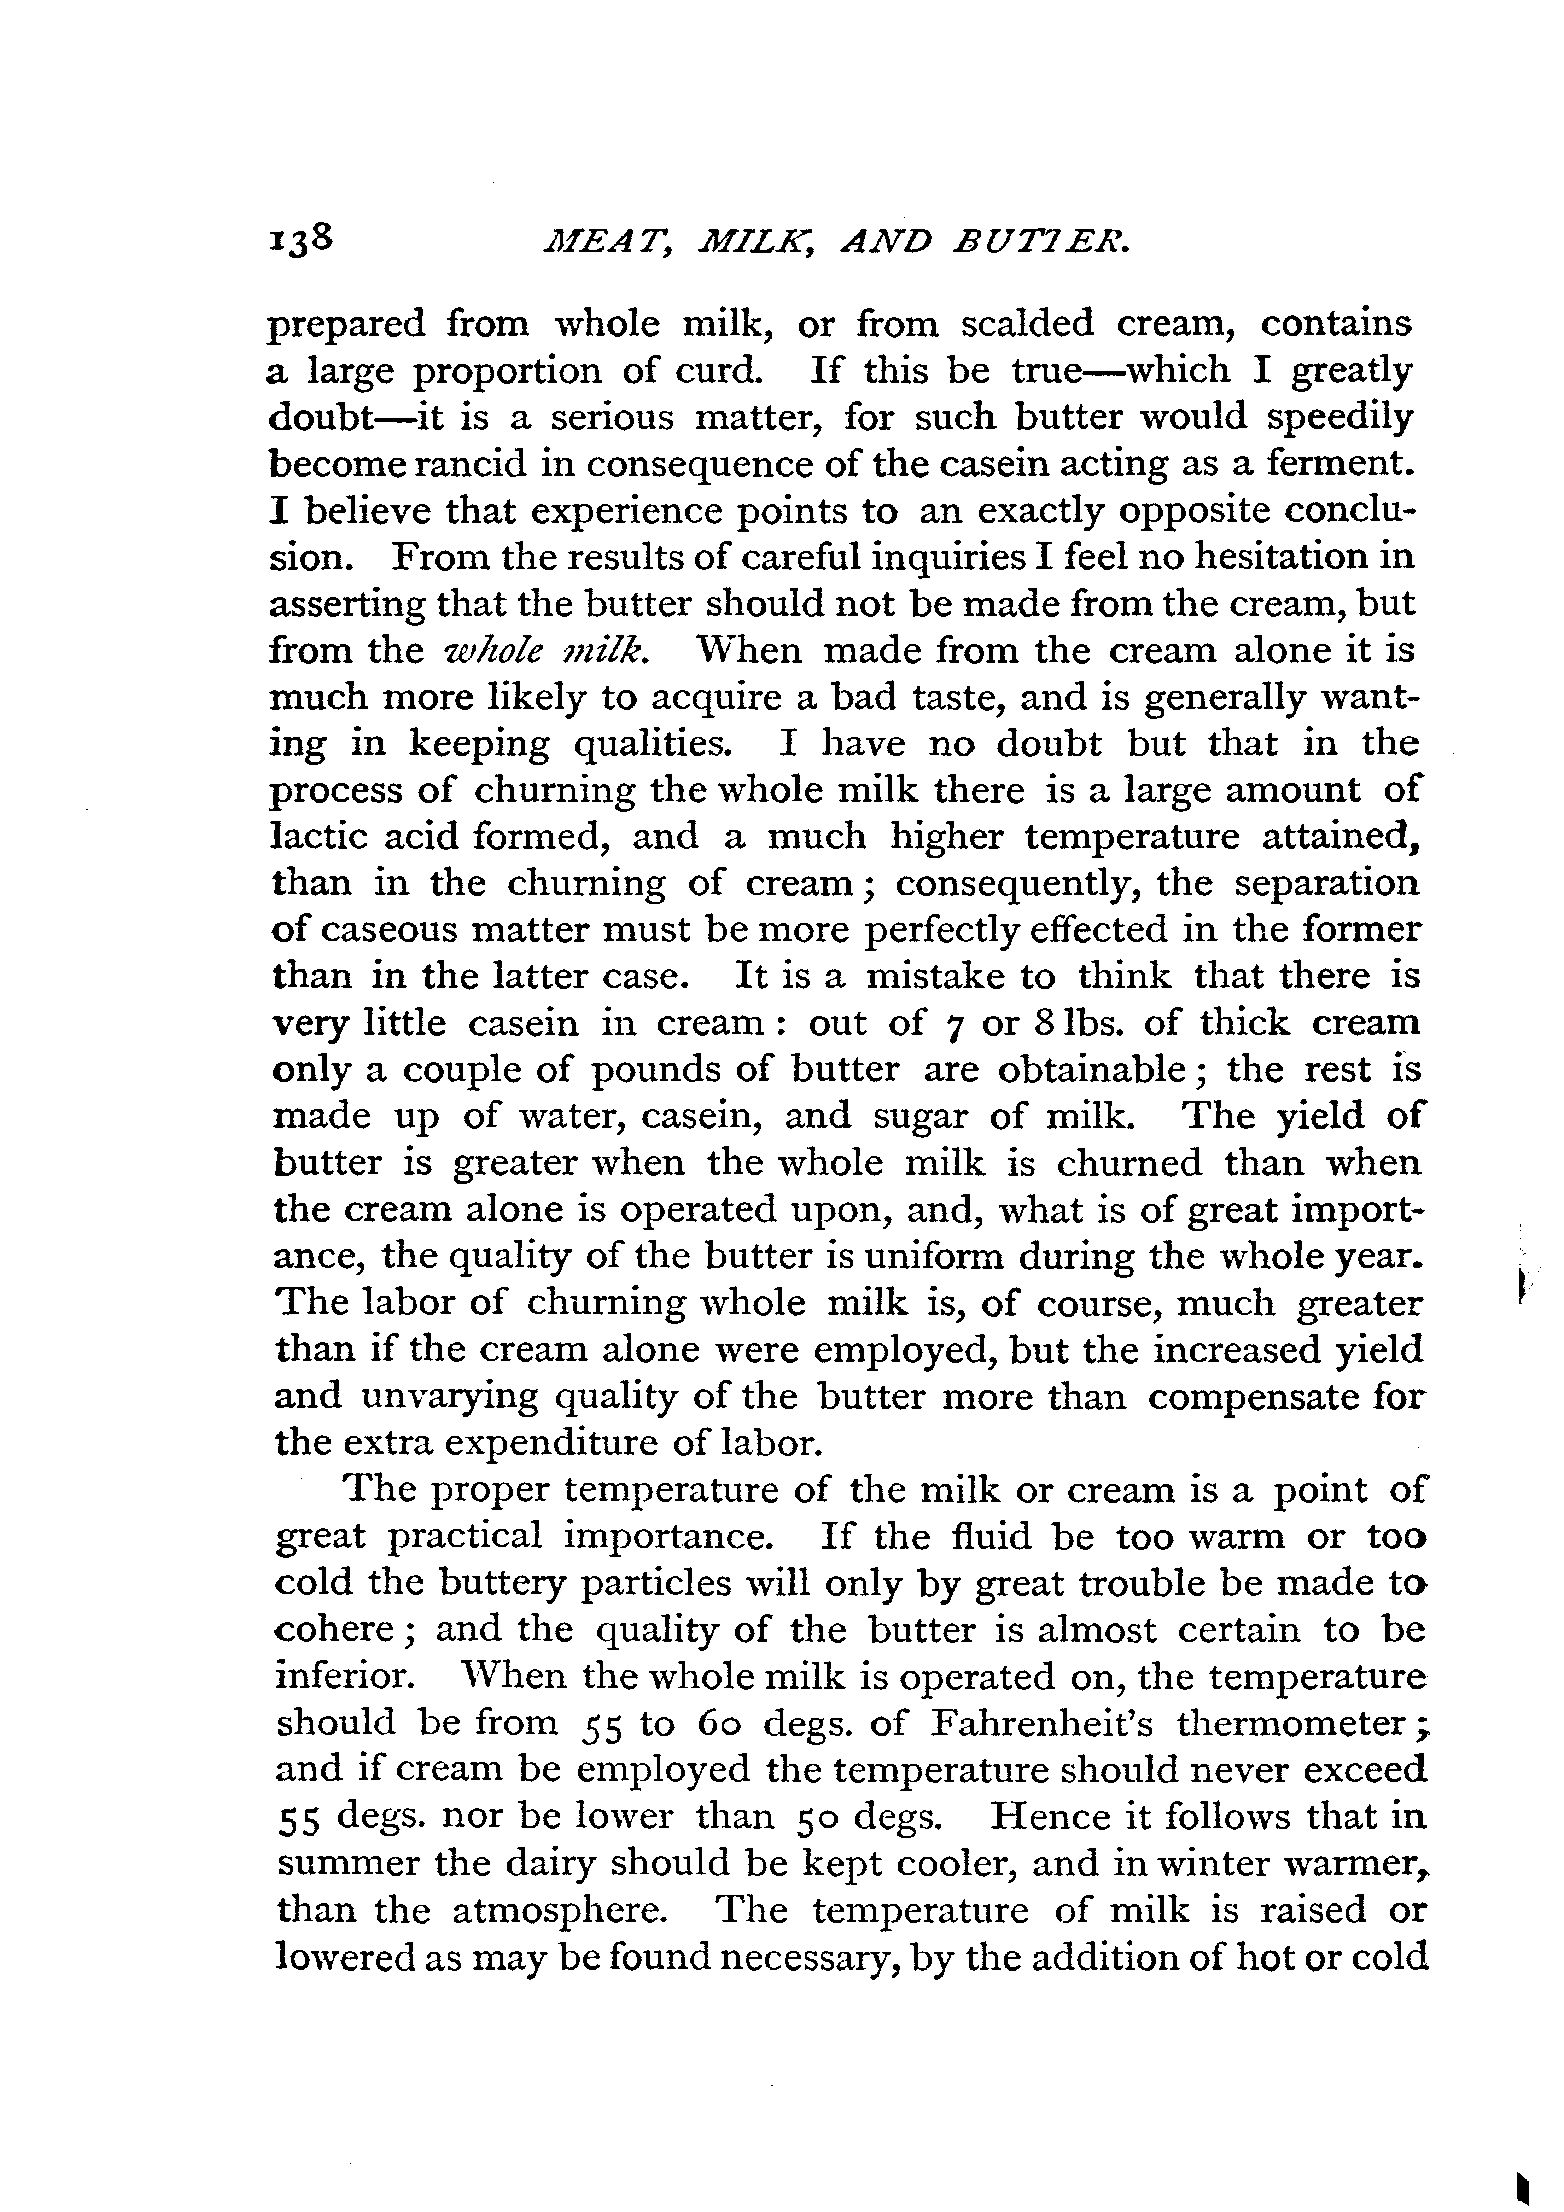 138 MEAT, MILK, AND BUTTER.
prepared from whole milk, or from scalded cream, contains
a large proportion of curd. If this be true—which I greatly
doubt—it is a serious matter, for such butter would speedily
become rancid in consequence of the casein acting as a ferment.
I believe that experience points to an exactly opposite conclu-
sion. From the results of careful inquiries I feel no hesitation in
asserting that the butter should not be made from the cream, but
from the whole milk. When made from the cream alone it is
much more likely to acquire a bad taste, and is generally want-
ing in keeping qualities. I have no doubt but that in the
process of churning the whole milk there is a large amount of
lactic acid formed, and a much higher temperature attained,
than in the churning of cream; consequently, the separation
of caseous matter must be more perfectly effected in the former
than in the latter case. It is a mistake to think that there is
very little casein in cream: out of 7 or 8 lbs. of thick cream
only a couple of pounds of butter are obtainable; the rest is
made up of water, casein, and sugar of milk. The yield of
butter is greater when the whole milk is churned than when
the cream alone is operated upon, and, what is of great import-
ance, the quality of the butter is uniform during the whole year.
The labor of churning whole milk is, of course, much greater
than if the cream alone were employed, but the increased yield
and unvarying quality of the butter more than compensate for
the extra expenditure of labor.
The proper temperature of the milk or cream is a point of
great practical importance. If the fluid be too warm or too
cold the buttery particles will only by great trouble be made to
cohere; and the quality of the butter is almost certain to be
inferior. When the whole milk is operated on, the temperature
should be from 55 to 60 degs. of Fahrenheit's thermometer;
and if cream be employed the temperature should never exceed
55 degs. nor be lower than 50 degs. Hence it follows that in
summer the dairy should be kept cooler, and in winter warmer,
than the atmosphere. The temperature of milk is raised or
lowered as may be found necessary, by the addition of hot or cold